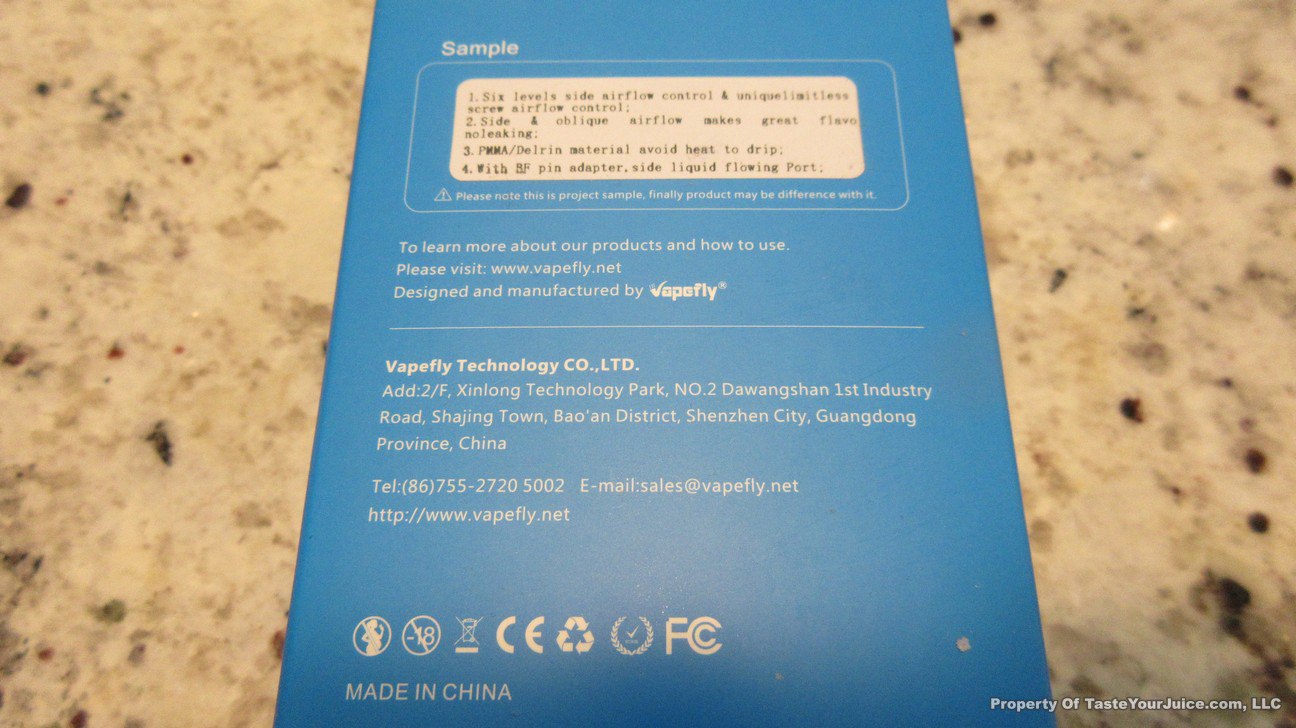 Sample
1.Six levels side airflow control & uniquelimitless
screw airflow control;
2.Side & oblique airflow makes great flavo
noleaking;
3.PMMA/Delrin material avoid heat to drip;
4.With BF pin adapter,side liquid flowing Port;
Please note this is project sample, finally product may be difference with it.
To learn more about our products and how to use.
Please visit: www.vapefly.net
Designed and manufactured by Vapefly®
Vapefly Technology CO.,LTD.
Add:2/F, Xinlong Technology Park, NO.2 Dawangshan 1st Industry
Road, Shajing Town, Bao'an District, Shenzhen City, Guangdong
Province, China
Tel:(86)755-2720 5002 E-mail:sales@vapefly.net
http://www.vapefly.net
-18 CE FC
MADE IN CHINA
Property Of TasteYourJuice.com, LLC